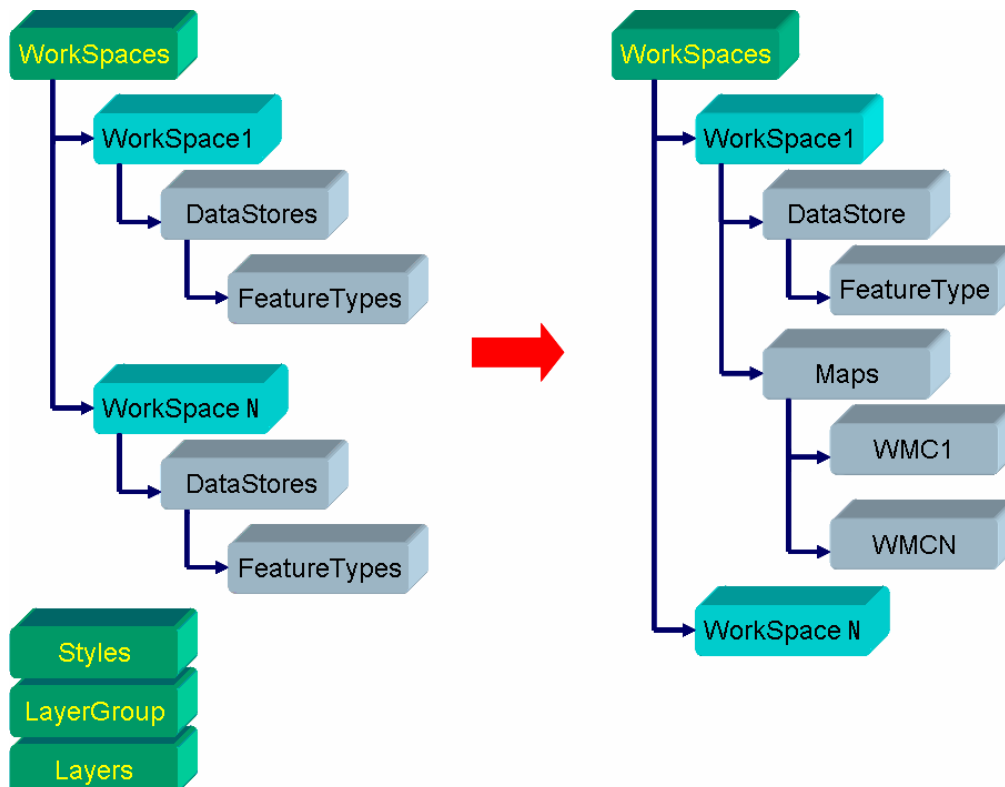 WorkSpaces
WorkSpace1
DataStores
FeatureTypes
WorkSpace N
DataStores
FeatureTypes
Styles
LayerGroup
Layers
WorkSpaces
WorkSpace1
DataStore
FeatureType
Maps
WMC1
WMCN
WorkSpace N